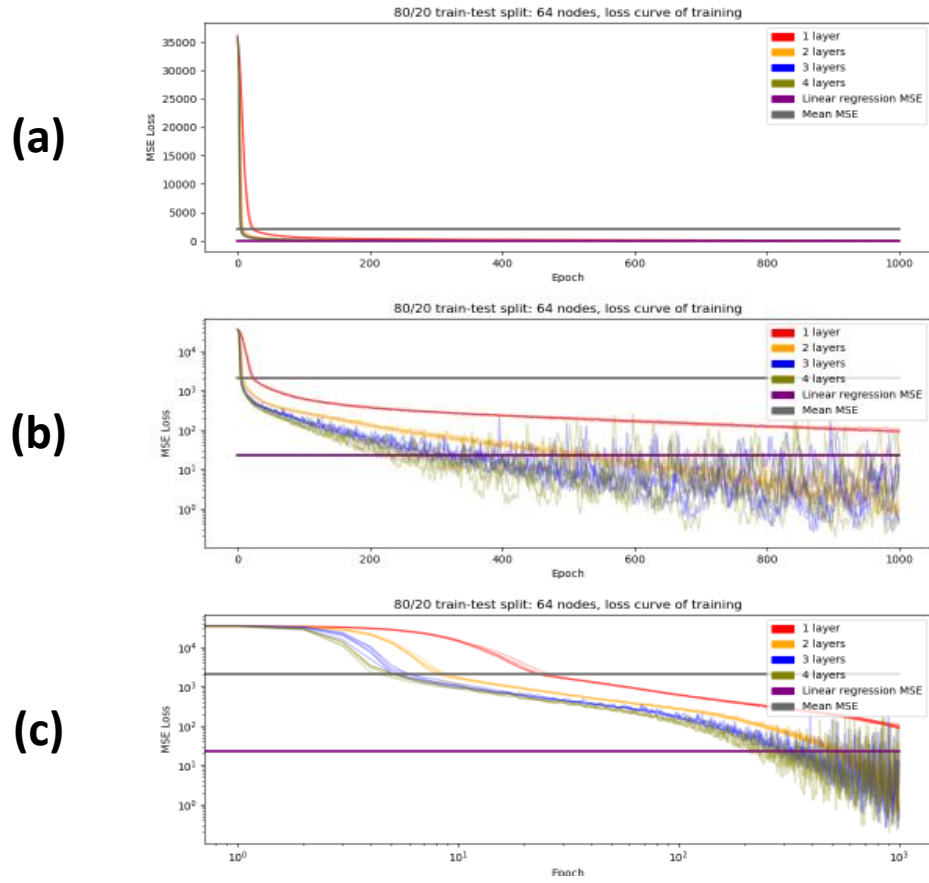 (a)
80/20 train-test split: 64 nodes, loss curve of training
MSE Loss
35000
30000
25000
20000
15000
10000
5000
0
1 layer
2 layers
3 layers
4 layers
Linear regression MSE
Mean MSE
0 200 400 600 800 1000
Epoch
(b)
80/20 train-test split: 64 nodes, loss curve of training
MSE Loss
10⁴
10³
10²
10¹
10⁰
1 layer
2 layers
3 layers
4 layers
Linear regression MSE
Mean MSE
0 200 400 600 800 1000
Epoch
(c)
80/20 train-test split: 64 nodes, loss curve of training
MSE Loss
10⁴
10³
10²
10¹
10⁰
1 layer
2 layers
3 layers
4 layers
Linear regression MSE
Mean MSE
10⁰ 10¹ 10² 10³
Epoch